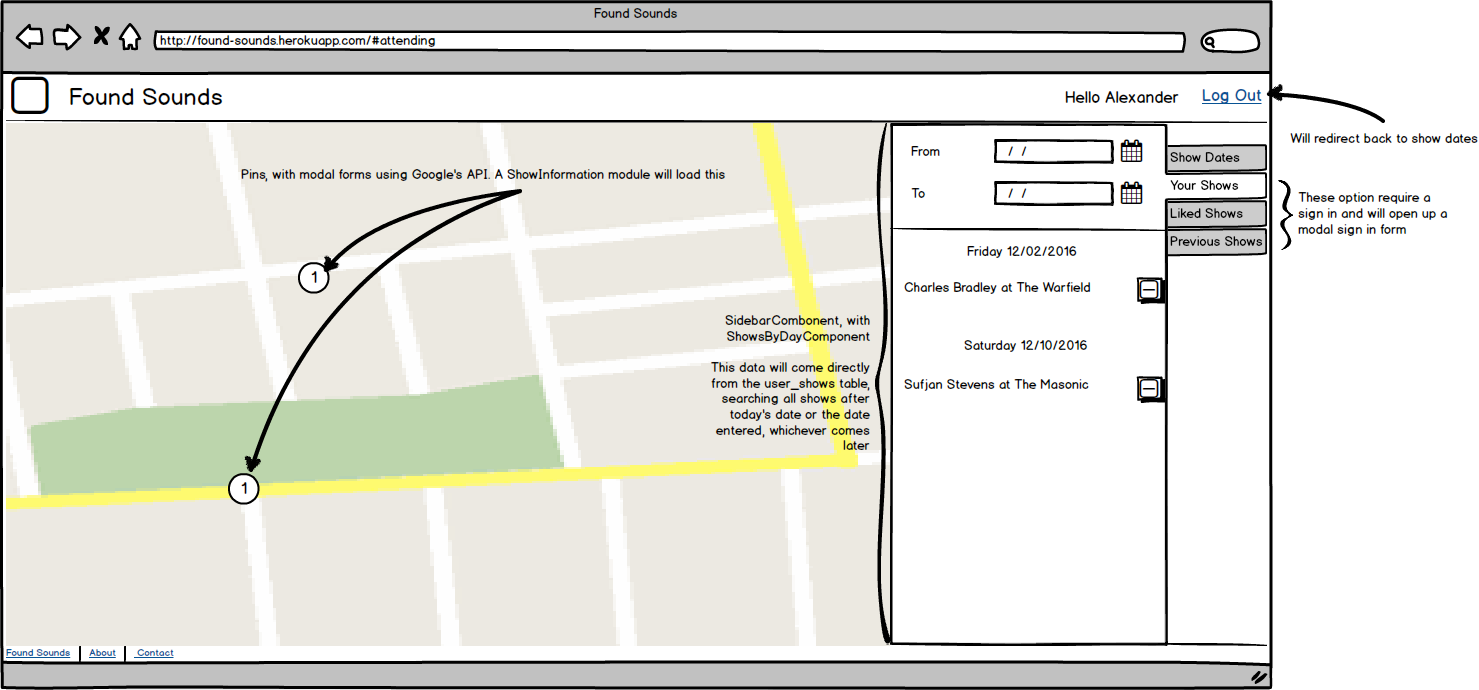 Found Sounds
http://found-sounds.herokuapp.com/#attending
Found Sounds
Hello Alexander
Log Out
Will redirect back to show dates
Pins, with modal forms using Google's API. A ShowInformation module will load this
1
1
SidebarCombonent, with
ShowsByDayComponent
This data will come directly
from the user_shows table,
searching all shows after
today's date or the date
entered, whichever comes
later
From
/ /
To
/ /
Friday 12/02/2016
Charles Bradley at The Warfield
Saturday 12/10/2016
Sufjan Stevens at The Masonic
Show Dates
Your Shows
Liked Shows
Previous Shows
These option require a
sign in and will open up a
modal sign in form
Found Sounds
About
Contact